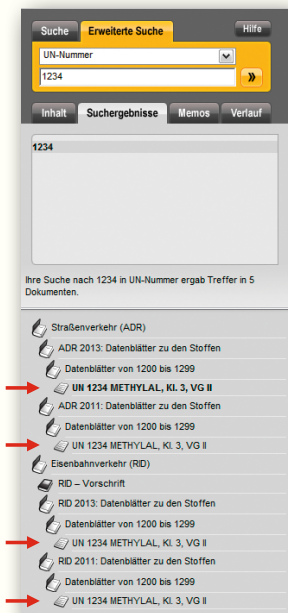 Suche Erweiterte Suche Hilfe
UN-Nummer
1234 »
Inhalt Suchergebnisse Memos Verlauf
1234
Ihre Suche nach 1234 in UN-Nummer ergab Treffer in 5
Dokumenten.
Straßenverkehr (ADR)
ADR 2013: Datenblätter zu den Stoffen
Datenblätter von 1200 bis 1299
UN 1234 METHYLAL, Kl. 3, VG II
ADR 2011: Datenblätter zu den Stoffen
Datenblätter von 1200 bis 1299
UN 1234 METHYLAL, Kl. 3, VG II
Eisenbahnverkehr (RID)
RID – Vorschrift
RID 2013: Datenblätter zu den Stoffen
Datenblätter von 1200 bis 1299
UN 1234 METHYLAL, Kl. 3, VG II
RID 2011: Datenblätter zu den Stoffen
Datenblätter von 1200 bis 1299
UN 1234 METHYLAL, Kl. 3, VG II